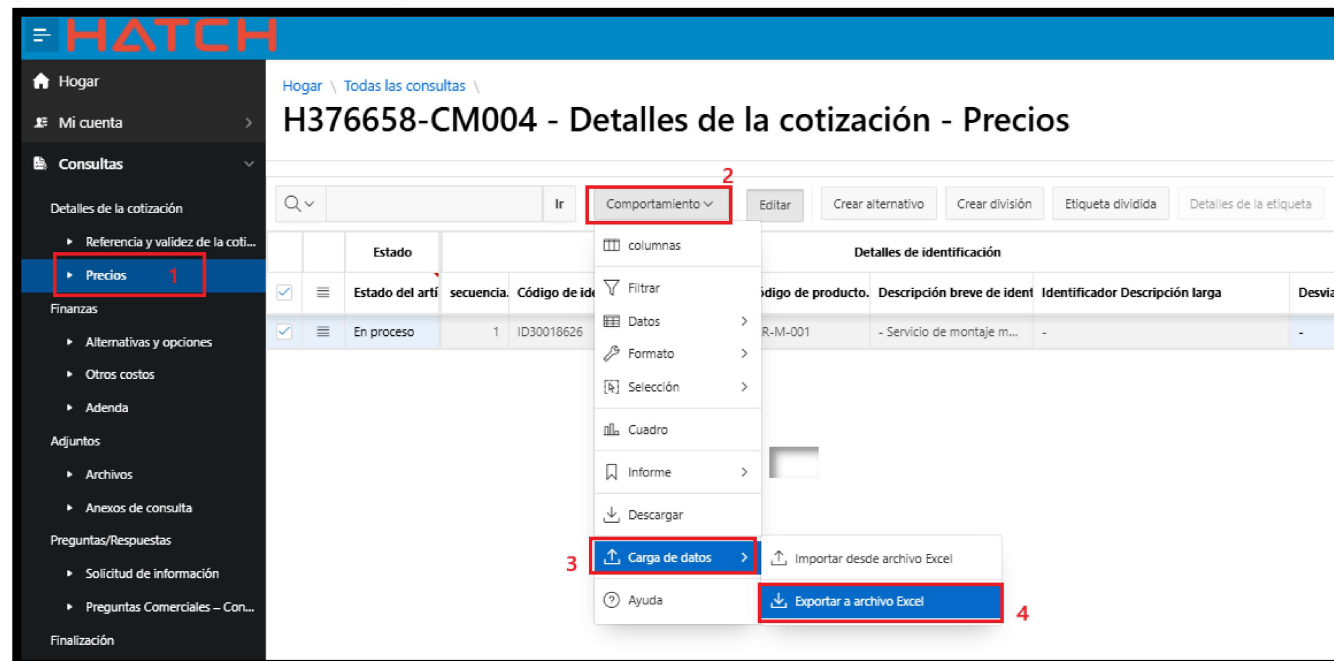 HATCH
Hogar
Mi cuenta
Consultas
Detalles de la cotización
Referencia y validez de la coti...
Precios 1
Finanzas
Alternativas y opciones
Otros costos
Adenda
Adjuntos
Archivos
Anexos de consulta
Preguntas/Respuestas
Solicitud de información
Preguntas Comerciales – Con...
Finalización
Hogar \ Todas las consultas \
H376658-CM004 - Detalles de la cotización - Precios
2
Ir Comportamiento Editar Crear alternativo Crear división Etiqueta dividida Detalles de la etiqueta
Estado Detalles de identificación
Estado del artí secuencia. Código de ide ódigo de producto. Descripción breve de ident Identificador Descripción larga Desvia
En proceso 1 ID30018626 R-M-001 - Servicio de montaje m... - -
columnas
Filtrar
Datos
Formato
Selección
Cuadro
Informe
Descargar
3 Carga de datos
Ayuda
Importar desde archivo Excel
Exportar a archivo Excel 4